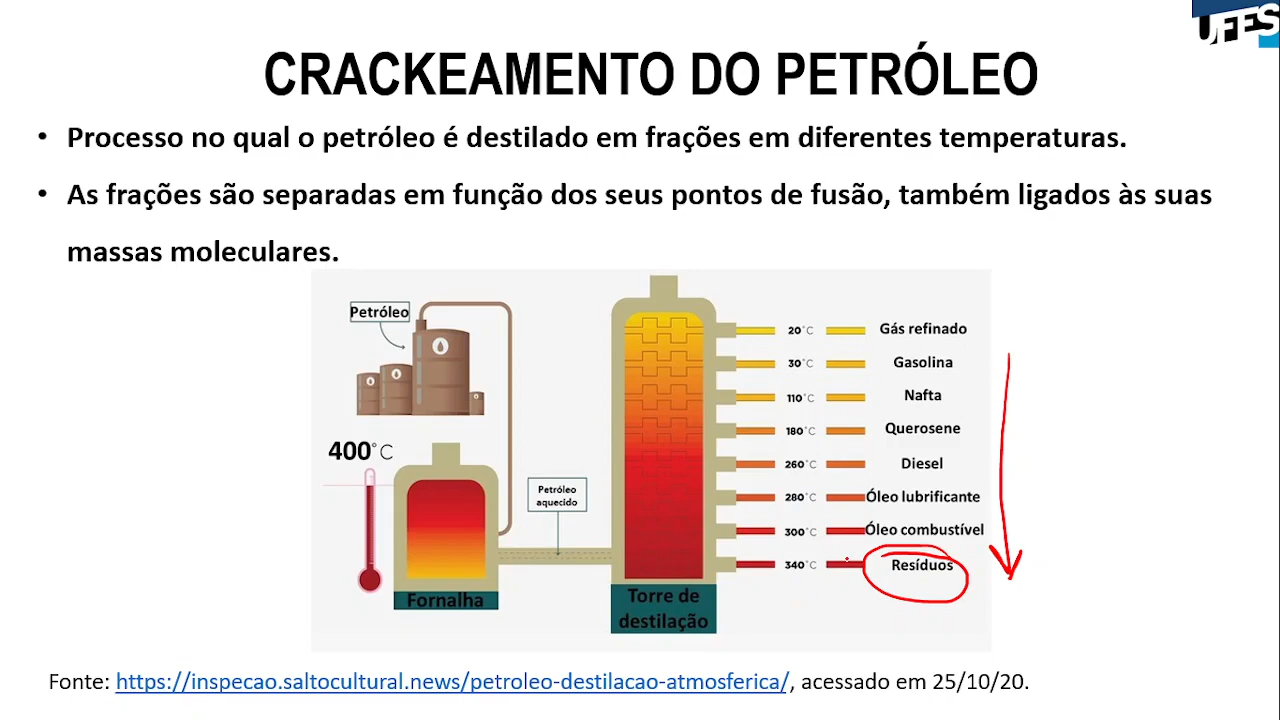 UFES
CRACKEAMENTO DO PETRÓLEO
• Processo no qual o petróleo é destilado em frações em diferentes temperaturas.
• As frações são separadas em função dos seus pontos de fusão, também ligados às suas
massas moleculares.
Petróleo
400°C
Fornalha
Petróleo
aquecido
Torre de
destilação
20°C Gás refinado
30°C Gasolina
110°C Nafta
180°C Querosene
260°C Diesel
280°C Óleo lubrificante
300°C Óleo combustível
340°C Resíduos
Fonte: https://inspecao.saltocultural.news/petroleo-destilacao-atmosferica/, acessado em 25/10/20.